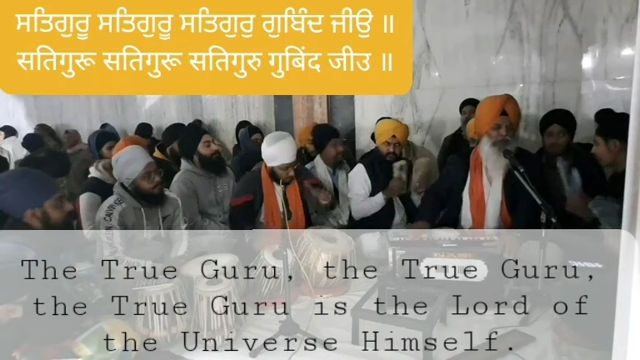 ਸਤਿਗੁਰੂ ਸਤਿਗੁਰੂ ਸਤਿਗੁਰੁ ਗੁਬਿੰਦ ਜੀਉ ॥
सतिगुरू सतिगुरू सतिगुरु गुबिंद जीउ ॥
The True Guru, the True Guru,
the True Guru is the Lord of
the Universe Himself.